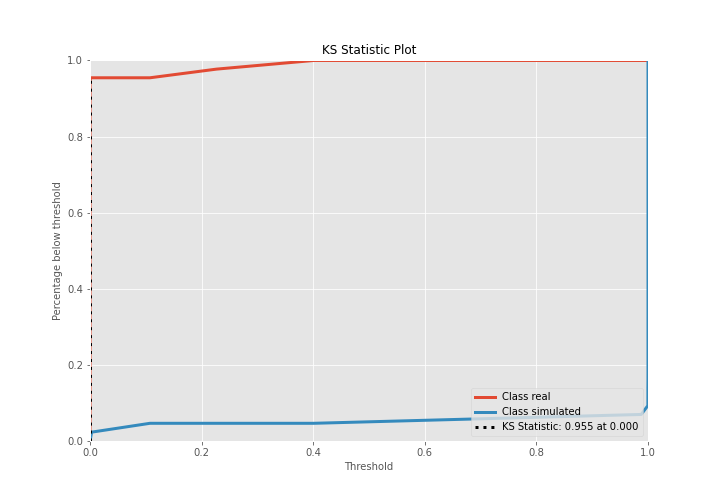 KS Statistic Plot
1.0
0.8
0.6
0.4
0.2
0.0
Percentage below threshold
Class real
Class simulated
KS Statistic: 0.955 at 0.000
0.0 0.2 0.4 0.6 0.8 1.0
Threshold